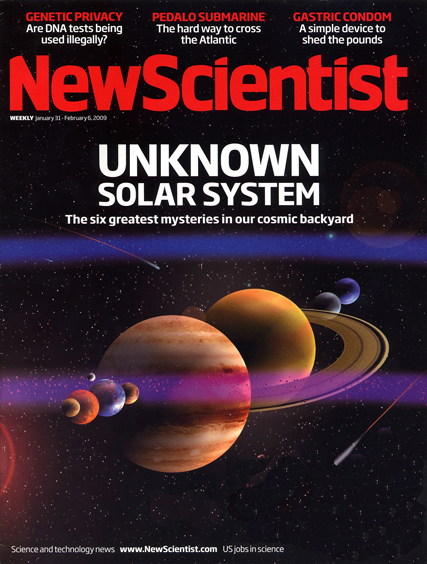 GENETIC PRIVACY
Are DNA tests being
used illegally?
PEDALO SUBMARINE
The hard way to cross
the Atlantic
GASTRIC CONDOM
A simple device to
shed the pounds
NewScientist
WEEKLY January 31 - February 6, 2009
UNKNOWN
SOLAR SYSTEM
The six greatest mysteries in our cosmic backyard
Science and technology news www.NewScientist.com US jobs in science